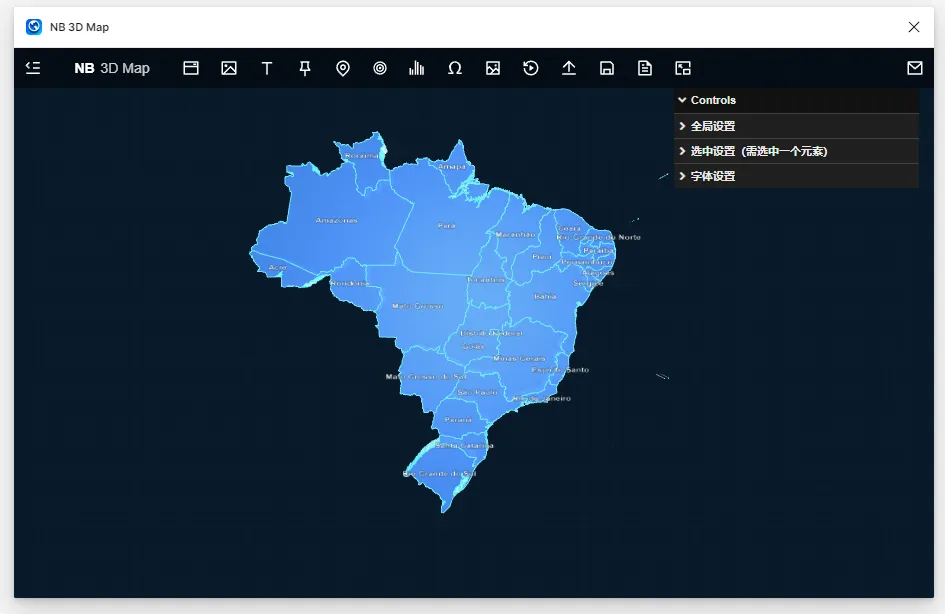 NB 3D Map
NB 3D Map
Controls
全局设置
选中设置（需选中一个元素）
字体设置
Roraima
Amapá
Amazonas
Pará
Maranhão
Ceará
Rio Grande do Norte
Paraíba
Piauí
Pernambuco
Acre
Alagoas
Rondônia
Tocantins
Sergipe
Bahia
Mato Grosso
Distrito Federal
Goiás
Minas Gerais
Espírito Santo
Mato Grosso do Sul
São Paulo
Rio de Janeiro
Paraná
Santa Catarina
Rio Grande do Sul